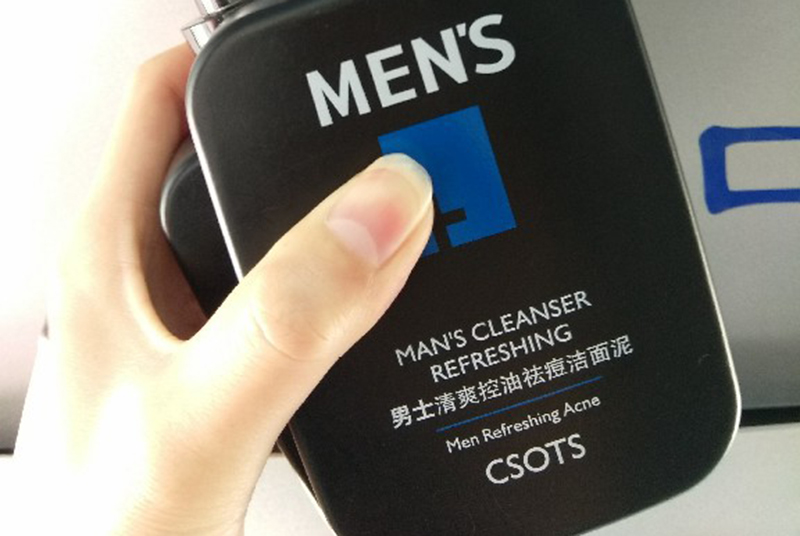 MEN'S
MAN'S CLEANSER
REFRESHING
男士清爽控油祛痘洁面泥
Men Refreshing Acne
CSOTS